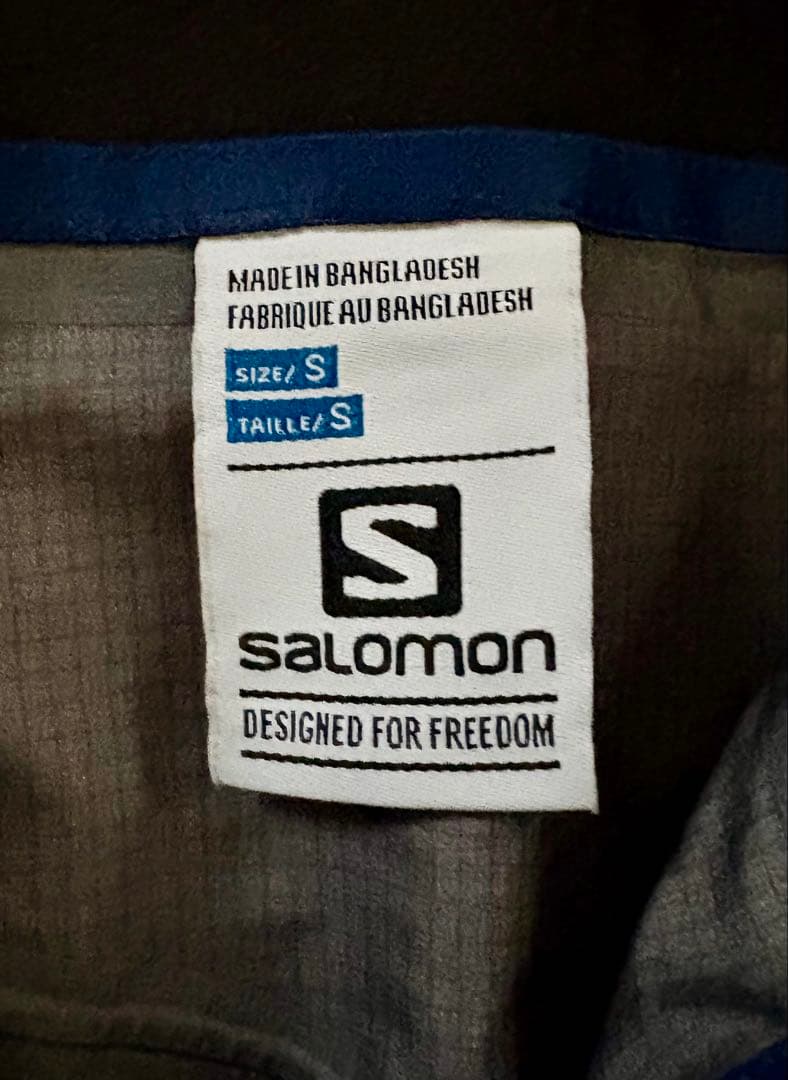 MADE IN BANGLADESH
FABRIQUE AU BANGLADESH
SIZE/ S
TAILLE/ S
S
salomon
DESIGNED FOR FREEDOM